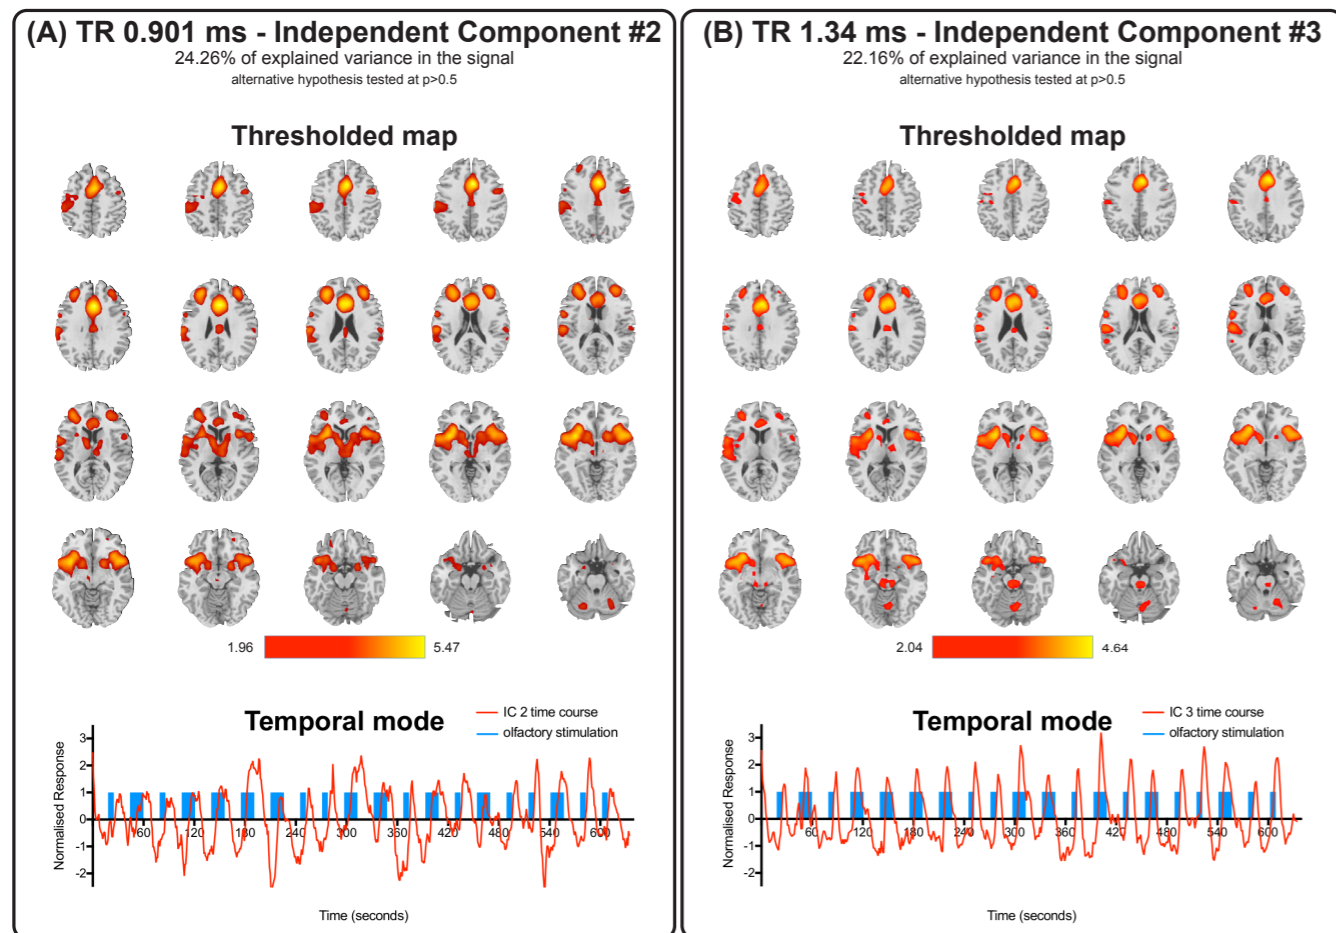 (A) TR 0.901 ms - Independent Component #2
24.26% of explained variance in the signal
alternative hypothesis tested at p>0.5
Thresholded map
1.96
5.47
Temporal mode
IC 2 time course
olfactory stimulation
Normalised Response
3
2
1
0
-1
-2
60
120
180
240
300
360
420
480
540
600
Time (seconds)
(B) TR 1.34 ms - Independent Component #3
22.16% of explained variance in the signal
alternative hypothesis tested at p>0.5
Thresholded map
2.04
4.64
Temporal mode
IC 3 time course
olfactory stimulation
Normalised Response
3
2
1
0
-1
-2
60
120
180
240
300
360
420
480
540
600
Time (seconds)